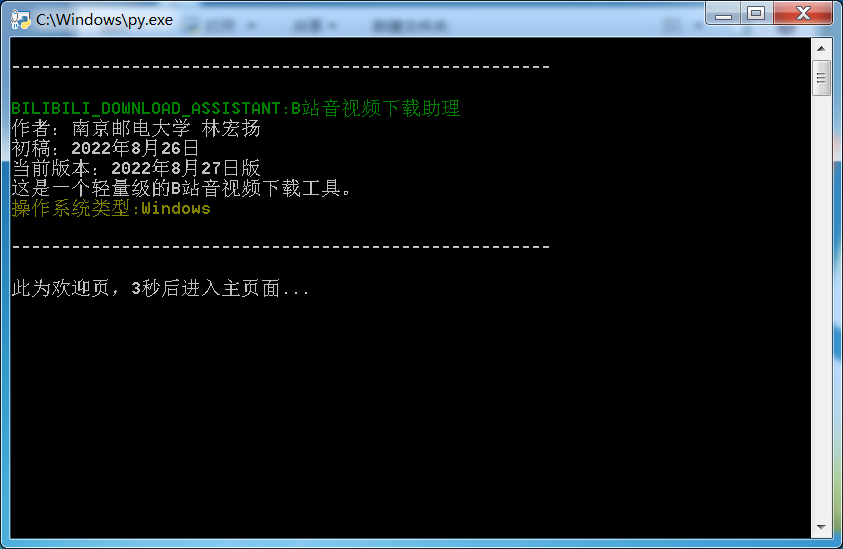 C:\Windows\py.exe
------------------------------------------------------
BILIBILI_DOWNLOAD_ASSISTANT:B站音视频下载助理
作者：南京邮电大学 林宏扬
初稿：2022年8月26日
当前版本：2022年8月27日版
这是一个轻量级的B站音视频下载工具。
操作系统类型:Windows
------------------------------------------------------
此为欢迎页，3秒后进入主页面...